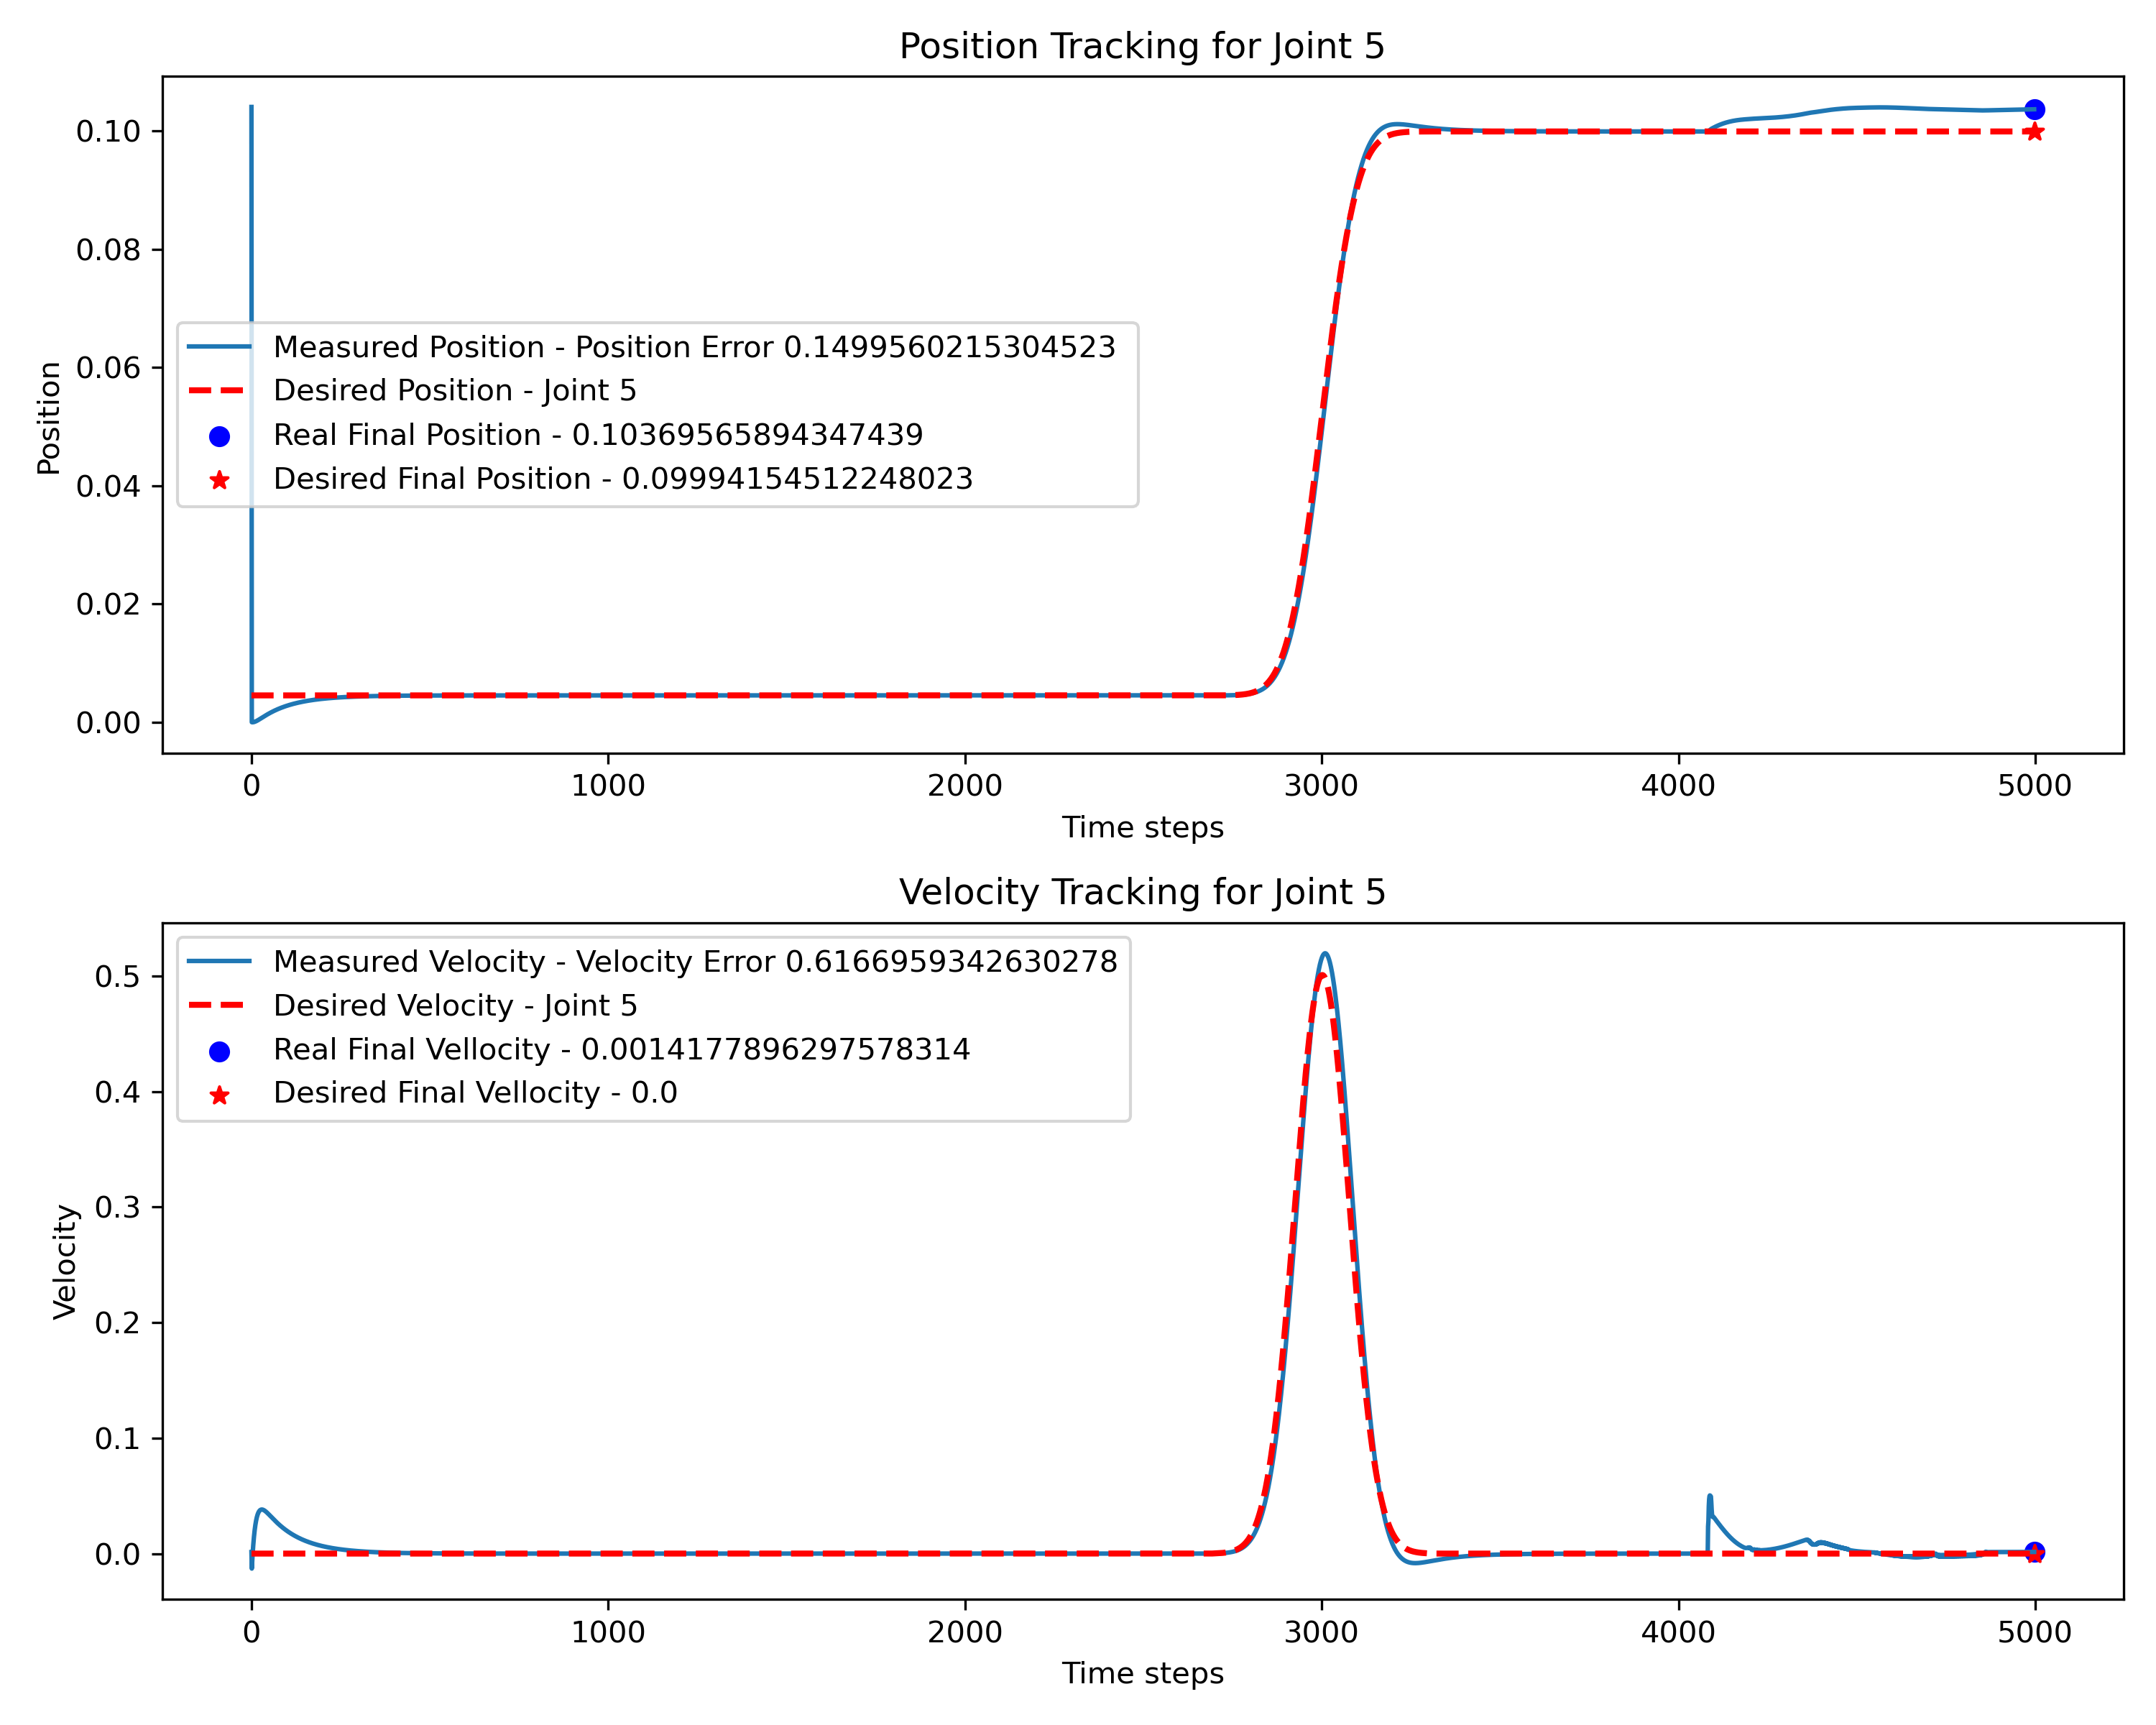 Position Tracking for Joint 5
0.10
0.08
0.06
0.04
0.02
0.00
Position
Measured Position - Position Error 0.1499560215304523
Desired Position - Joint 5
Real Final Position - 0.10369565894347439
Desired Final Position - 0.09994154512248023
0 1000 2000 3000 4000 5000
Time steps
Velocity Tracking for Joint 5
0.5
0.4
0.3
0.2
0.1
0.0
Velocity
Measured Velocity - Velocity Error 0.6166959342630278
Desired Velocity - Joint 5
Real Final Vellocity - 0.0014177896297578314
Desired Final Vellocity - 0.0
0 1000 2000 3000 4000 5000
Time steps